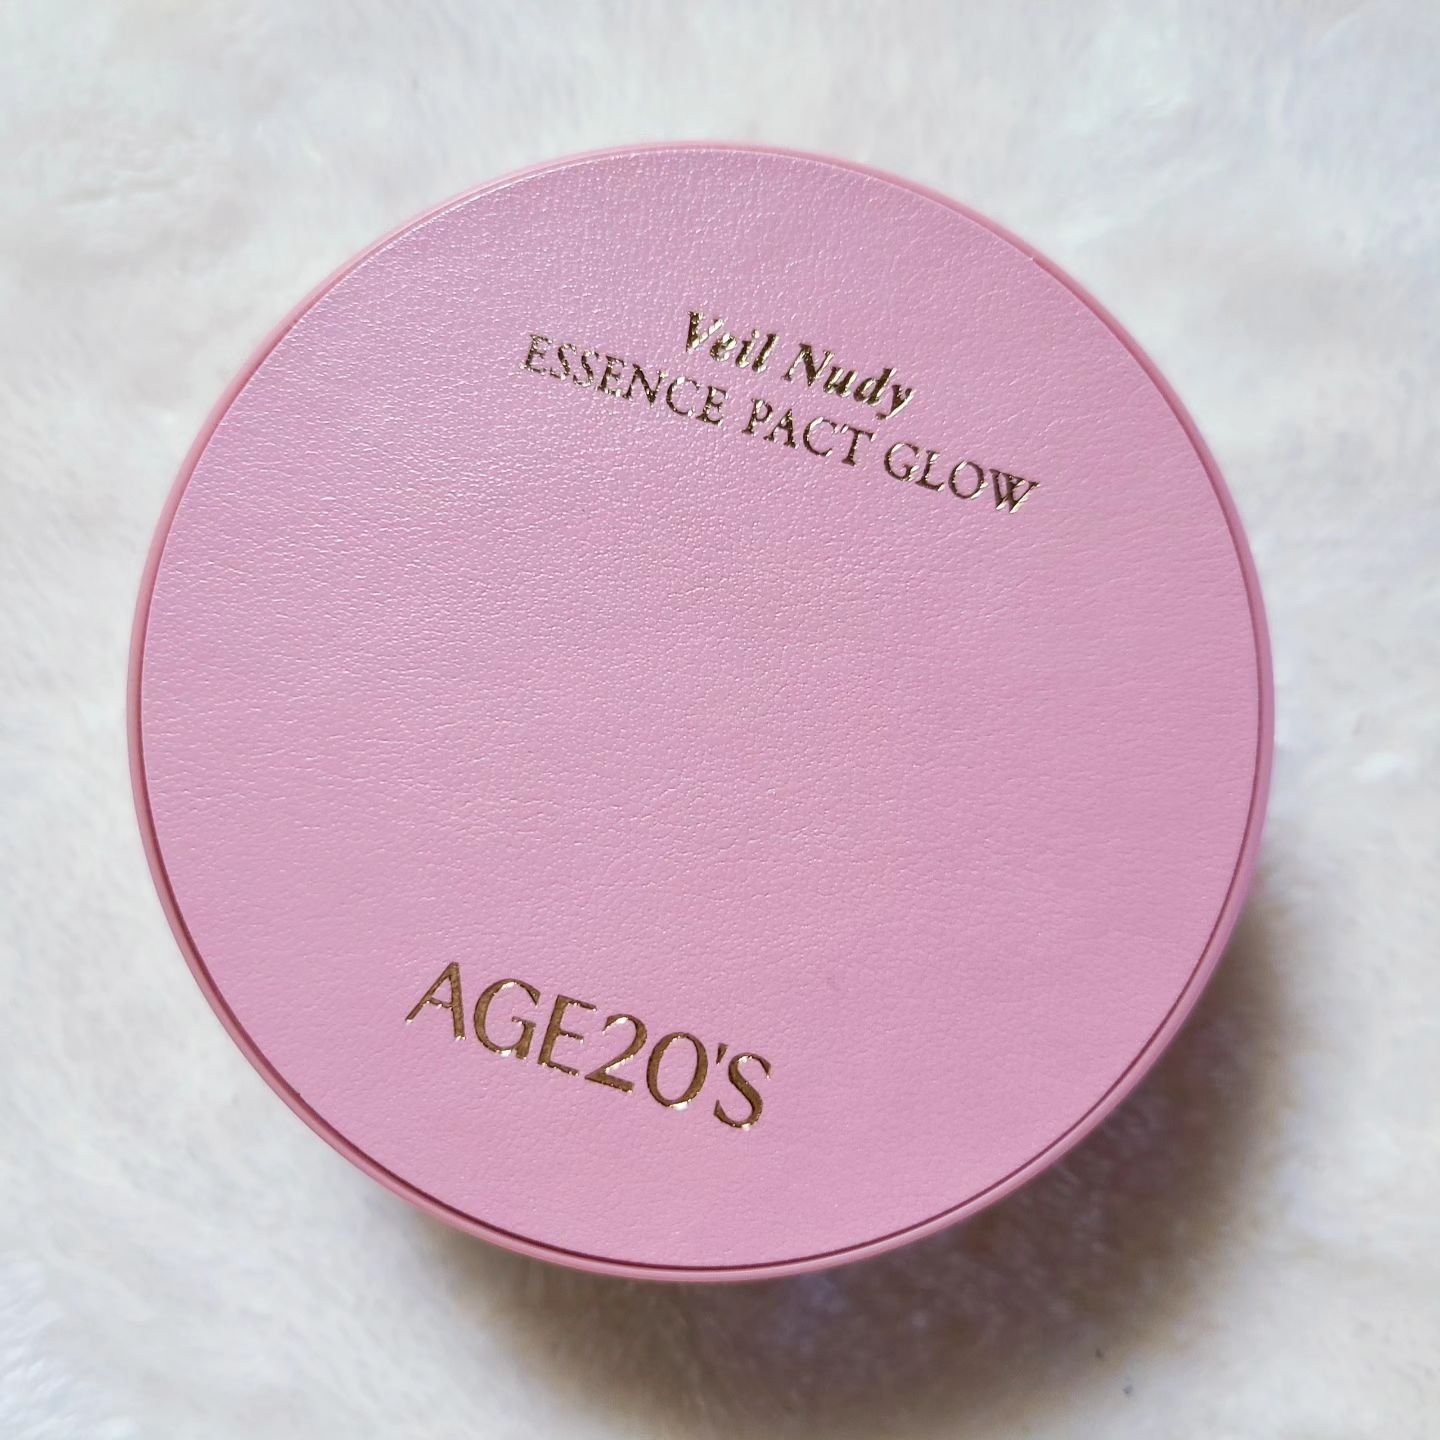 Veil Nudy
ESSENCE PACT GLOW
AGE20'S